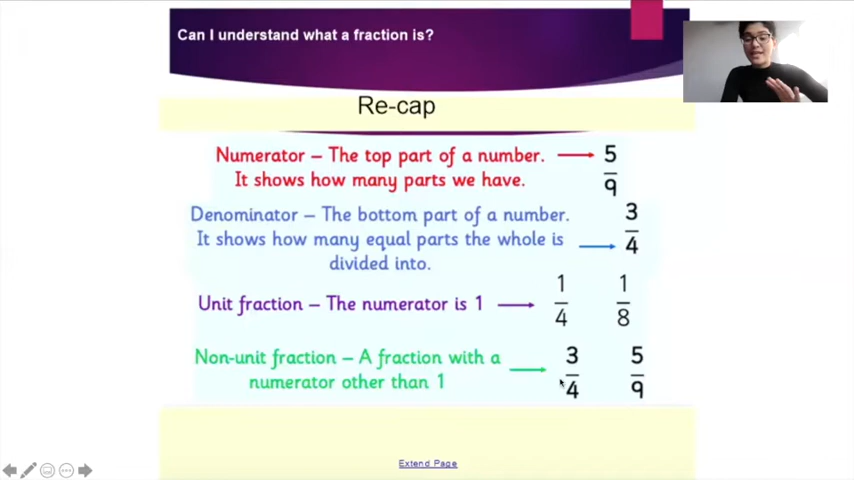 Can I understand what a fraction is?
Re-cap
Numerator – The top part of a number.
It shows how many parts we have.
5
9
Denominator – The bottom part of a number.
It shows how many equal parts the whole is
divided into.
3
4
Unit fraction – The numerator is 1
1
4
1
8
Non-unit fraction – A fraction with a
numerator other than 1
3
4
5
9
Extend Page